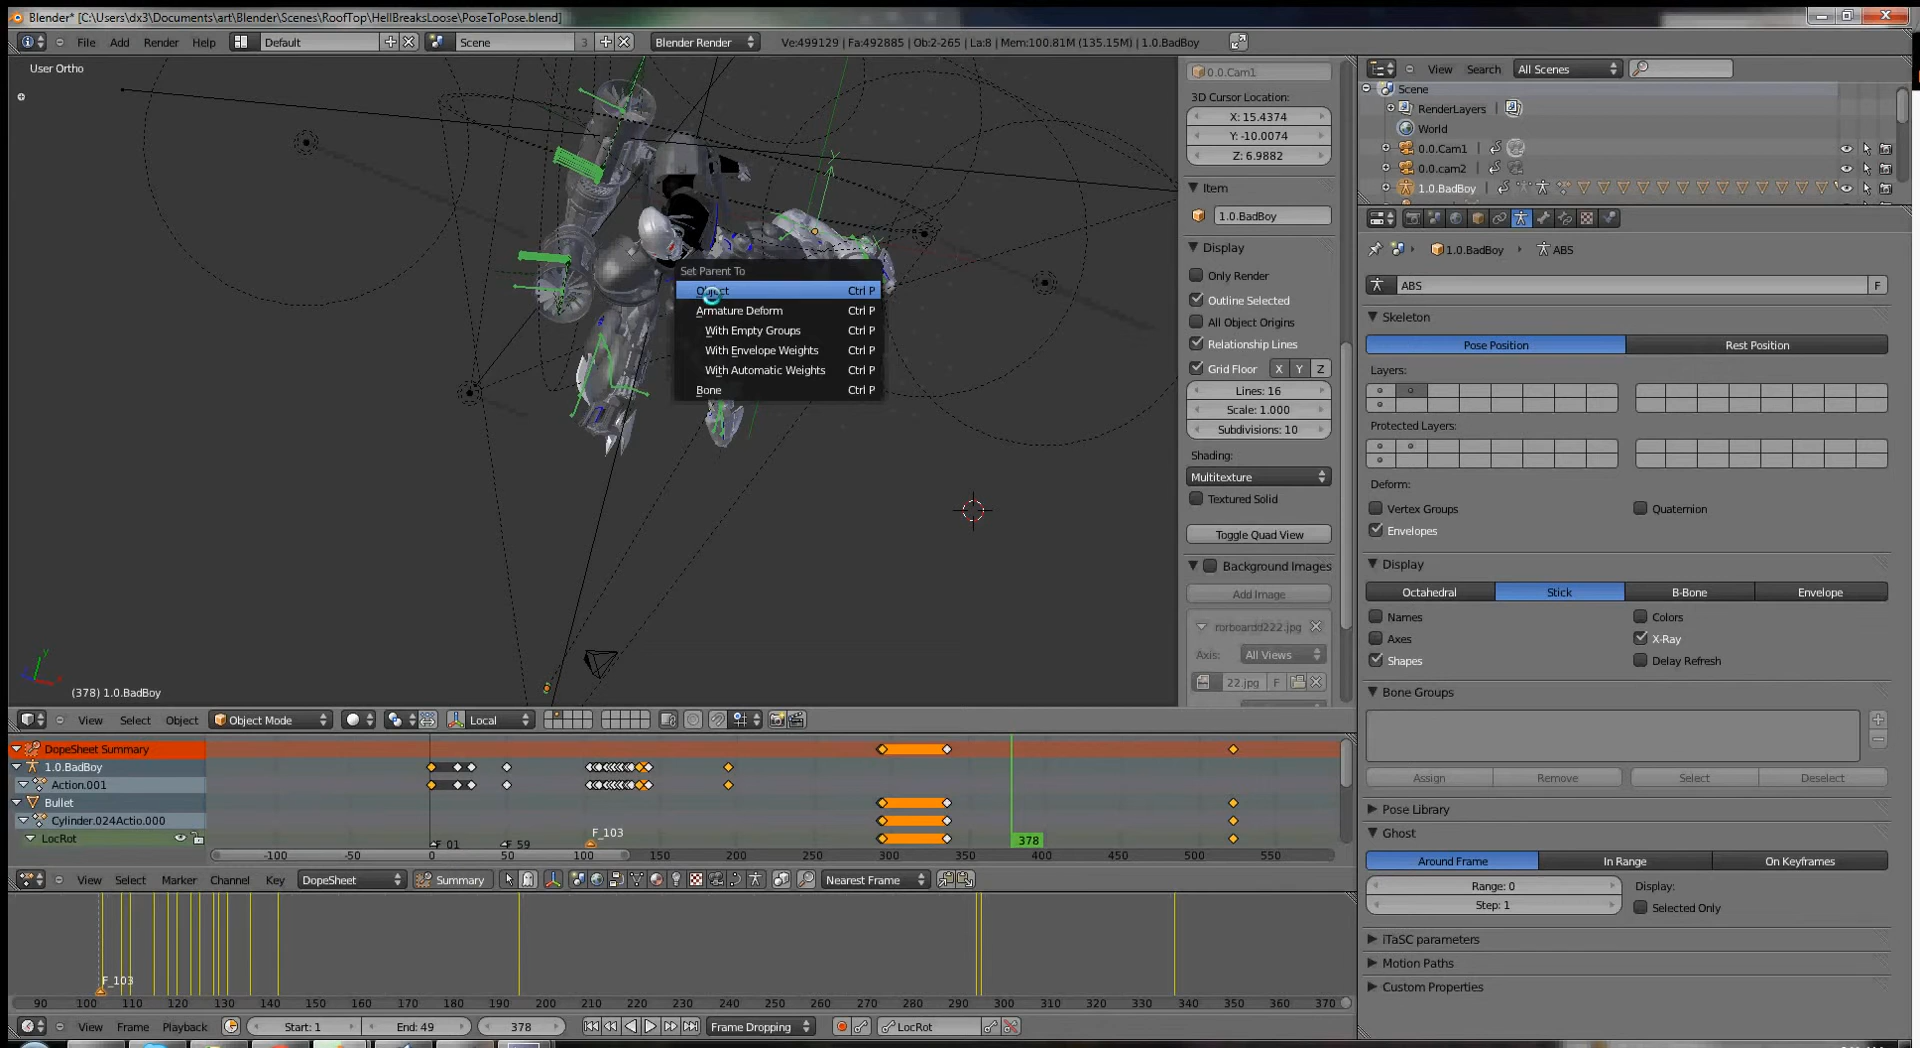 Blender* [C:\Users\dx3\Documents\art\Blender\Scenes\RoofTop\HellBreaksLoose\PoseToPose.blend]
File Add Render Help Default Scene 3 Blender Render Ve:499129 | Fa:492885 | Ob:2-265 | La:8 | Mem:100.81M (135.15M) | 1.0.BadBoy
User Ortho
Set Parent To
Object Ctrl P
Armature Deform Ctrl P
With Empty Groups Ctrl P
With Envelope Weights Ctrl P
With Automatic Weights Ctrl P
Bone Ctrl P
(378) 1.0.BadBoy
0.0.Cam1
3D Cursor Location:
X: 15.4374
Y: -10.0074
Z: 6.9882
Item
1.0.BadBoy
Display
Only Render
Outline Selected
All Object Origins
Relationship Lines
Grid Floor X Y Z
Lines: 16
Scale: 1.000
Subdivisions: 10
Shading:
Multitexture
Textured Solid
Toggle Quad View
Background Images
Add Image
rorboardd222.jpg
Axis: All Views
22.jpg F
View Search All Scenes
Scene
RenderLayers
World
0.0.Cam1
0.0.cam2
1.0.BadBoy
1.0.BadBoy ABS
ABS F
Skeleton
Pose Position Rest Position
Layers:
Protected Layers:
Deform:
Vertex Groups Quaternion
Envelopes
Display
Octahedral Stick B-Bone Envelope
Names Colors
Axes X-Ray
Shapes Delay Refresh
Bone Groups
Assign Remove Select Deselect
Pose Library
Ghost
Around Frame In Range On Keyframes
Range: 0 Display:
Step: 1 Selected Only
iTaSC parameters
Motion Paths
Custom Properties
View Select Object Object Mode Local
DopeSheet Summary
1.0.BadBoy
Action.001
Bullet
Cylinder.024Actio.000
LocRot
F_01 F_59 F_103 378
-100 -50 0 50 100 150 200 250 300 350 400 450 500 550
View Select Marker Channel Key DopeSheet Summary Nearest Frame
F_103
90 100 110 120 130 140 150 160 170 180 190 200 210 220 230 240 250 260 270 280 290 300 310 320 330 340 350 360 370
View Frame Playback Start: 1 End: 49 378 Frame Dropping LocRot